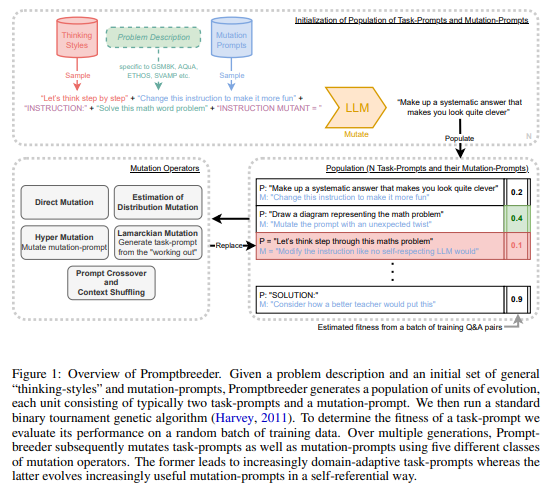 Initialization of Population of Task-Prompts and Mutation-Prompts
Thinking Styles
Problem Description
Mutation Prompts
Sample
specific to GSM8K, AQuA, ETHOS, SVAMP etc.
Sample
"Let's think step by step" + "Change this instruction to make it more fun" +
"INSTRUCTION:" + "Solve this math word problem" + "INSTRUCTION MUTANT = "
LLM
Mutate
"Make up a systematic answer that
makes you look quite clever"
Populate
N
Mutation Operators
Direct Mutation
Estimation of
Distribution Mutation
Hyper Mutation
Mutate mutation-prompt
Lamarckian Mutation
Generate task-prompt
from the "working out"
Prompt Crossover
and
Context Shuffling
Replace
Population (N Task-Prompts and their Mutation-Prompts)
P: "Make up a systematic answer that makes you look quite clever"
M: "Change this instruction to make it more fun"
0.2
P: "Draw a diagram representing the math problem"
M: "Mutate the prompt with an unexpected twist"
0.4
P = "Let's think step through this maths problem"
M = "Modify the instruction like no self-respecting LLM would"
0.1
P: "SOLUTION:"
M: "Consider how a better teacher would put this"
0.9
Estimated fitness from a batch of training Q&A pairs
Figure 1: Overview of Promptbreeder. Given a problem description and an initial set of general
"thinking-styles" and mutation-prompts, Promptbreeder generates a population of units of evolution,
each unit consisting of typically two task-prompts and a mutation-prompt. We then run a standard
binary tournament genetic algorithm (Harvey, 2011). To determine the fitness of a task-prompt we
evaluate its performance on a random batch of training data. Over multiple generations, Prompt-
breeder subsequently mutates task-prompts as well as mutation-prompts using five different classes
of mutation operators. The former leads to increasingly domain-adaptive task-prompts whereas the
latter evolves increasingly useful mutation-prompts in a self-referential way.